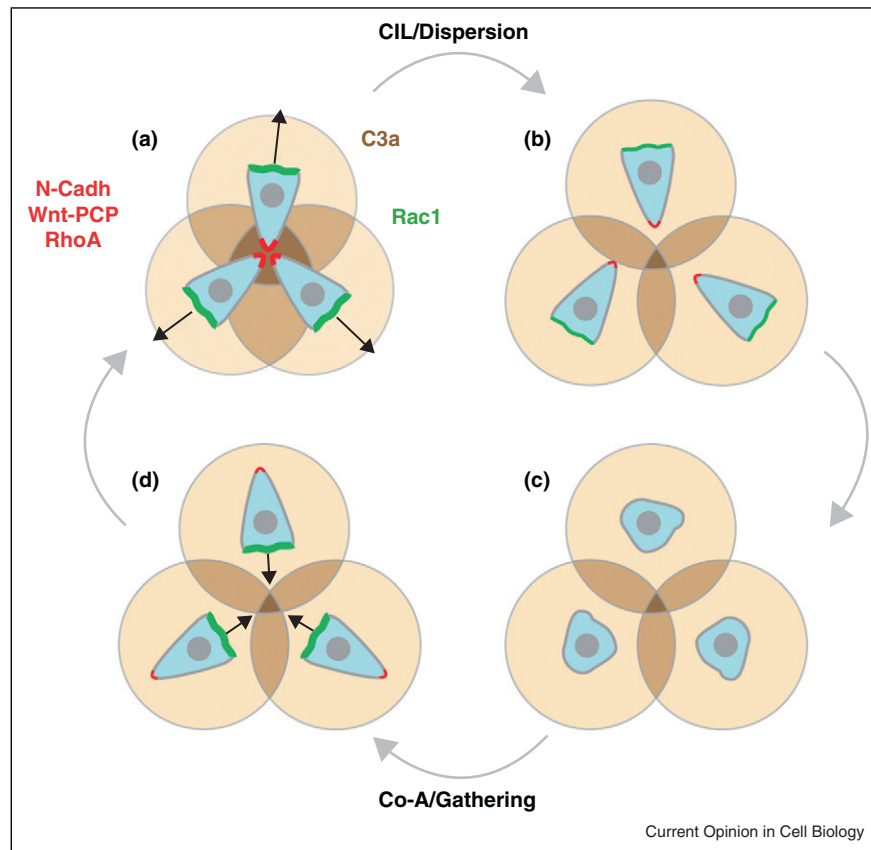 CIL/Dispersion
(a)
C3a
(b)
N-Cadh
Wnt-PCP
RhoA
Rac1
(d)
(c)
Co-A/Gathering
Current Opinion in Cell Biology